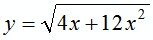 y = √(4x + 12x²)